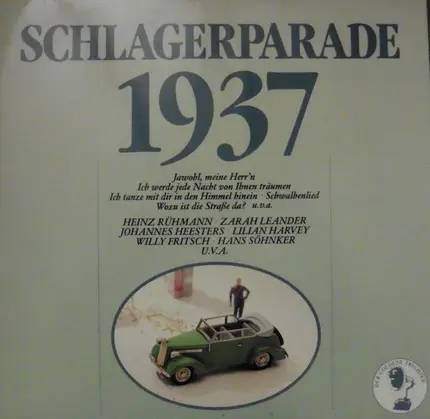 SCHLAGERPARADE
1937
Jawohl, meine Herr'n
Ich werde jede Nacht von Ihnen träumen
Ich tanze mit dir in den Himmel hinein · Schwalbenlied
Wozu ist die Straße da? u.v.a.
HEINZ RÜHMANN · ZARAH LEANDER
JOHANNES HEESTERS · LILIAN HARVEY
WILLY FRITSCH · HANS SÖHNKER
U.V.A.